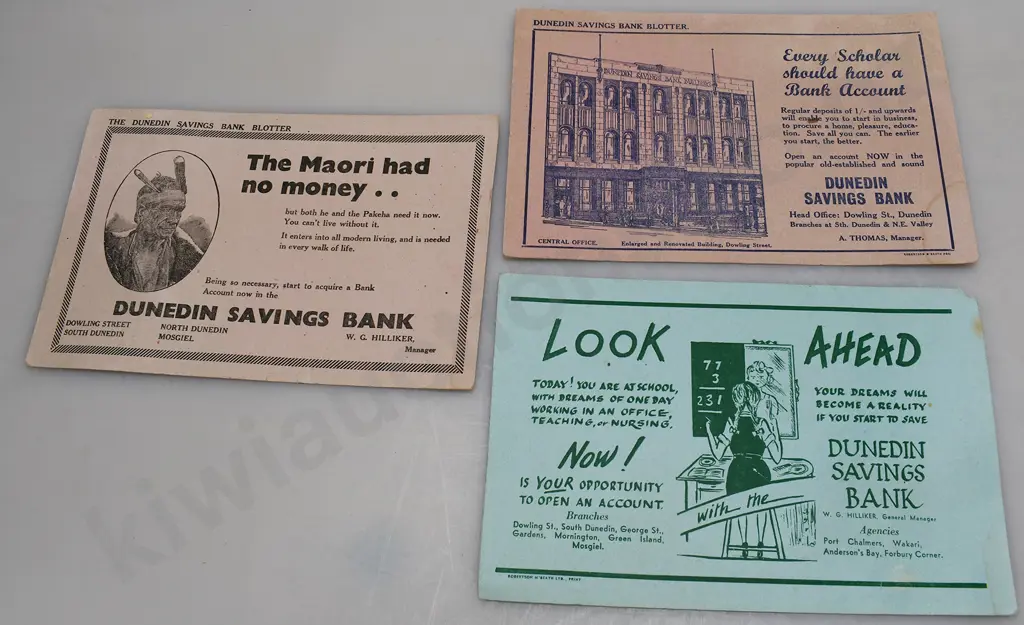 THE DUNEDIN SAVINGS BANK BLOTTER
The Maori had
no money . .
but both he and the Pakeha need it now.
You can't live without it.
It enters into all modern living, and is needed
in every walk of life.
Being so necessary, start to acquire a Bank
Account now in the
DUNEDIN SAVINGS BANK
DOWLING STREET
SOUTH DUNEDIN
NORTH DUNEDIN
MOSGIEL
W. G. HILLIKER,
Manager
DUNEDIN SAVINGS BANK BLOTTER.
DUNEDIN SAVINGS BANK BUILDINGS
CENTRAL OFFICE.
Enlarged and Renovated Building, Dowling Street.
Every Scholar
should have a
Bank Account
Regular deposits of 1/- and upwards
will enable you to start in business,
to procure a home, pleasure, educa-
tion. Save all you can. The earlier
you start, the better.
Open an account NOW in the
popular old-established and sound
DUNEDIN
SAVINGS BANK
Head Office: Dowling St., Dunedin
Branches at Sth. Dunedin & N.E. Valley
A. THOMAS, Manager.
LOOK
TODAY! YOU ARE AT SCHOOL,
WITH DREAMS OF ONE DAY
WORKING IN AN OFFICE,
TEACHING, or NURSING.
Now!
IS YOUR OPPORTUNITY
TO OPEN AN ACCOUNT
Branches
Dowling St., South Dunedin, George St.,
Gardens, Mornington, Green Island,
Mosgiel.
77
3
231
with the
AHEAD
YOUR DREAMS WILL
BECOME A REALITY
IF YOU START TO SAVE
DUNEDIN
SAVINGS
BANK
W. G. HILLIKER, General Manager
Agencies
Port Chalmers, Wakari,
Anderson's Bay, Forbury Corner.